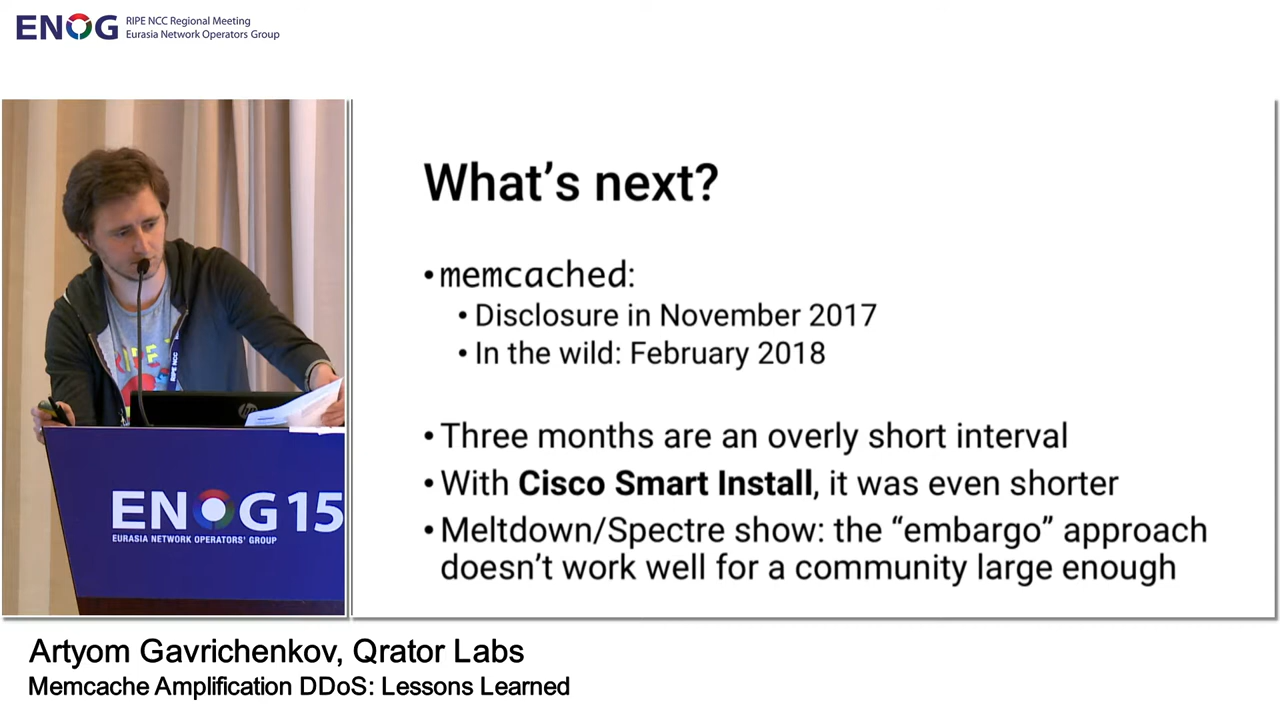 ENOG
RIPE NCC Regional Meeting
Eurasia Network Operators Group
What’s next?
• memcached:
• Disclosure in November 2017
• In the wild: February 2018
• Three months are an overly short interval
• With Cisco Smart Install, it was even shorter
• Meltdown/Spectre show: the “embargo” approach
doesn’t work well for a community large enough
RIPE NCC
hp
ENOG 15
EURASIA NETWORK OPERATORS' GROUP
Artyom Gavrichenkov, Qrator Labs
Memcache Amplification DDoS: Lessons Learned